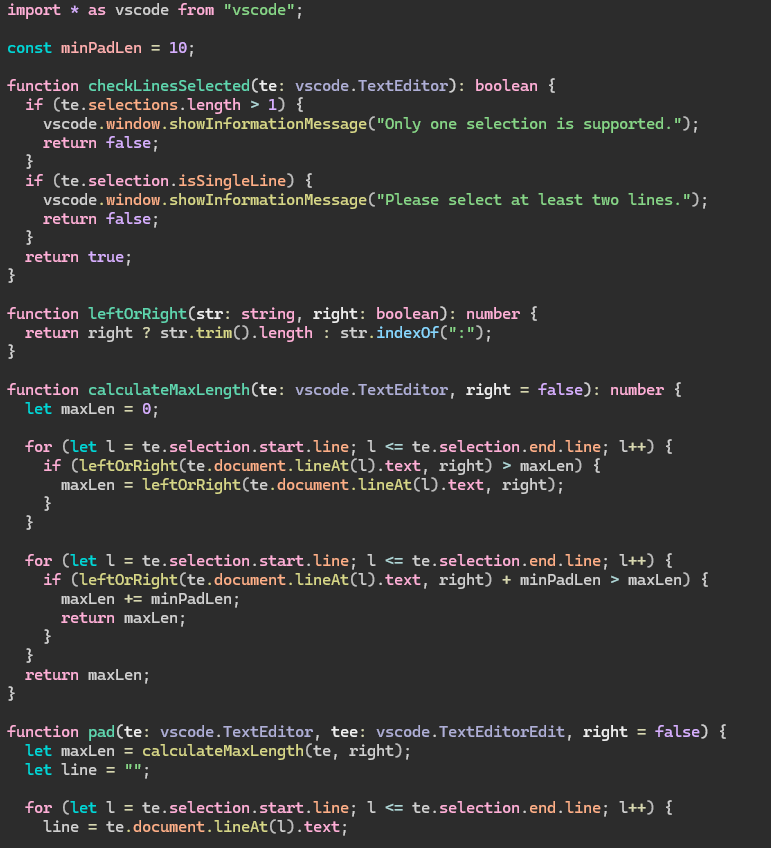 import * as vscode from "vscode";

const minPadLen = 10;

function checkLinesSelected(te: vscode.TextEditor): boolean {
  if (te.selections.length > 1) {
    vscode.window.showInformationMessage("Only one selection is supported.");
    return false;
  }
  if (te.selection.isSingleLine) {
    vscode.window.showInformationMessage("Please select at least two lines.");
    return false;
  }
  return true;
}

function leftOrRight(str: string, right: boolean): number {
  return right ? str.trim().length : str.indexOf(":");
}

function calculateMaxLength(te: vscode.TextEditor, right = false): number {
  let maxLen = 0;

  for (let l = te.selection.start.line; l <= te.selection.end.line; l++) {
    if (leftOrRight(te.document.lineAt(l).text, right) > maxLen) {
      maxLen = leftOrRight(te.document.lineAt(l).text, right);
    }
  }

  for (let l = te.selection.start.line; l <= te.selection.end.line; l++) {
    if (leftOrRight(te.document.lineAt(l).text, right) + minPadLen > maxLen) {
      maxLen += minPadLen;
      return maxLen;
    }
  }
  return maxLen;
}

function pad(te: vscode.TextEditor, tee: vscode.TextEditorEdit, right = false) {
  let maxLen = calculateMaxLength(te, right);
  let line = "";

  for (let l = te.selection.start.line; l <= te.selection.end.line; l++) {
    line = te.document.lineAt(l).text;